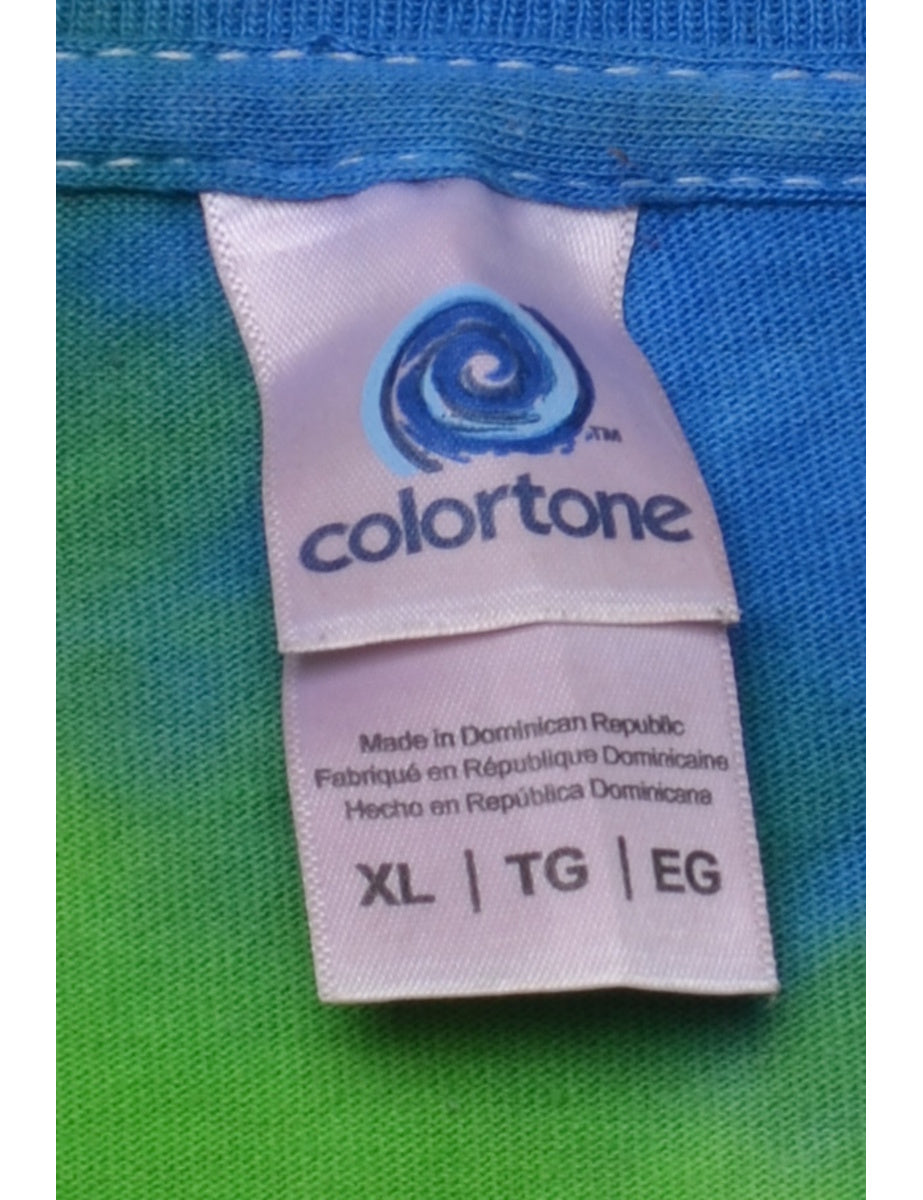 TM
colortone
Made in Dominican Republic
Fabriqué en République Dominicaine
Hecho en República Dominicana
XL | TG | EG